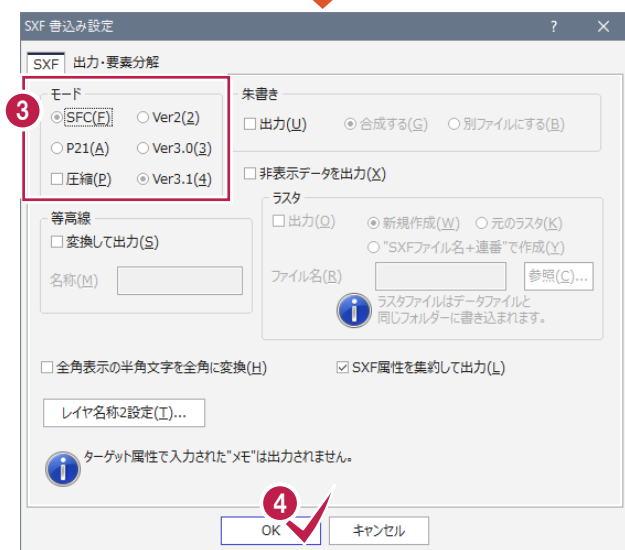 SXF 書込み設定 ? ×
SXF 出力・要素分解
3
モード
SFC(F) Ver2(2)
P21(A) Ver3.0(3)
圧縮(P) Ver3.1(4)
朱書き
出力(U) 合成する(G) 別ファイルにする(B)
非表示データを出力(X)
等高線
変換して出力(S)
名称(M)
ラスタ
出力(O) 新規作成(W) 元のラスタ(K)
"SXFファイル名+連番"で作成(Y)
ファイル名(R) 参照(C)...
ラスタファイルはデータファイルと
同じフォルダーに書き込まれます。
全角表示の半角文字を全角に変換(H) SXF属性を集約して出力(L)
レイヤ名称2設定(T)...
ターゲット属性で入力された"メモ"は出力されません。
4
OK キャンセル